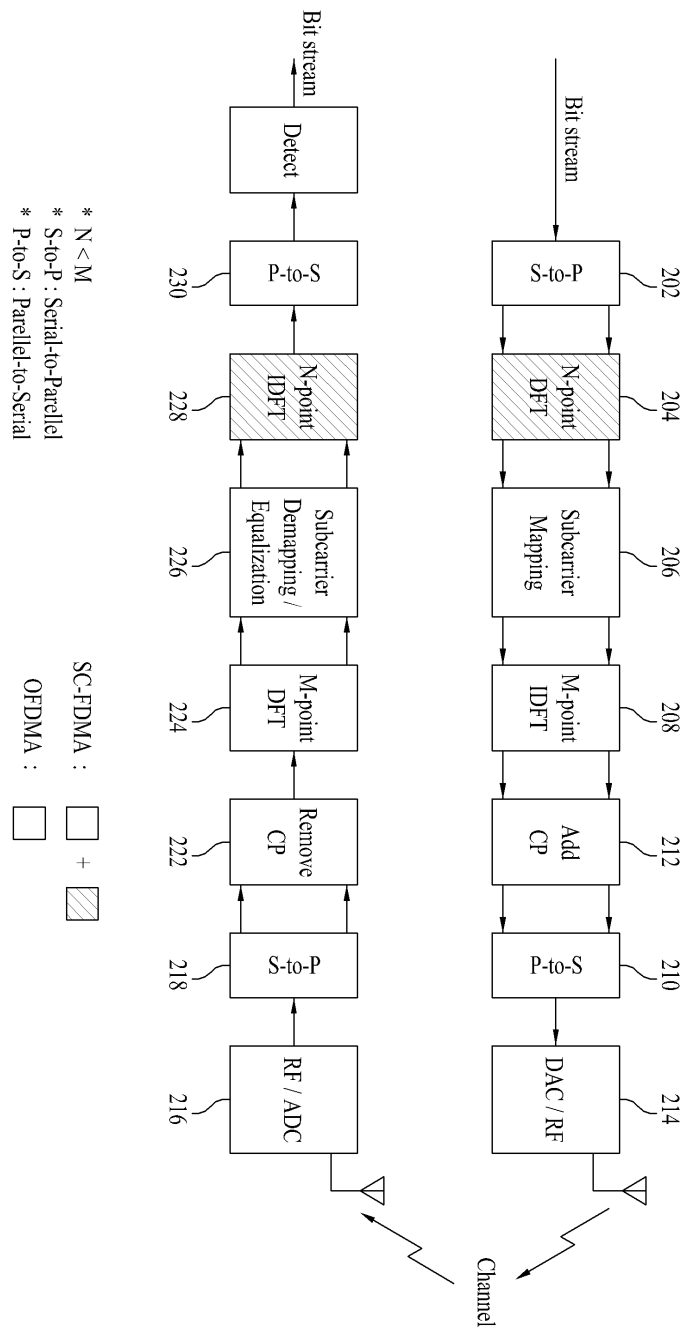 202
204
206
208
212
210
214
Bit stream
S-to-P
N-point
DFT
Subcarrier
Mapping
M-point
IDFT
Add
CP
P-to-S
DAC / RF
Channel
Bit stream
Detect
P-to-S
N-point
IDFT
Subcarrier
Demapping /
Equalization
M-point
DFT
Remove
CP
S-to-P
RF / ADC
230
228
226
224
222
218
216
* N < M
* S-to-P : Serial-to-Parellel
* P-to-S : Parellel-to-Serial
SC-FDMA : +
OFDMA :